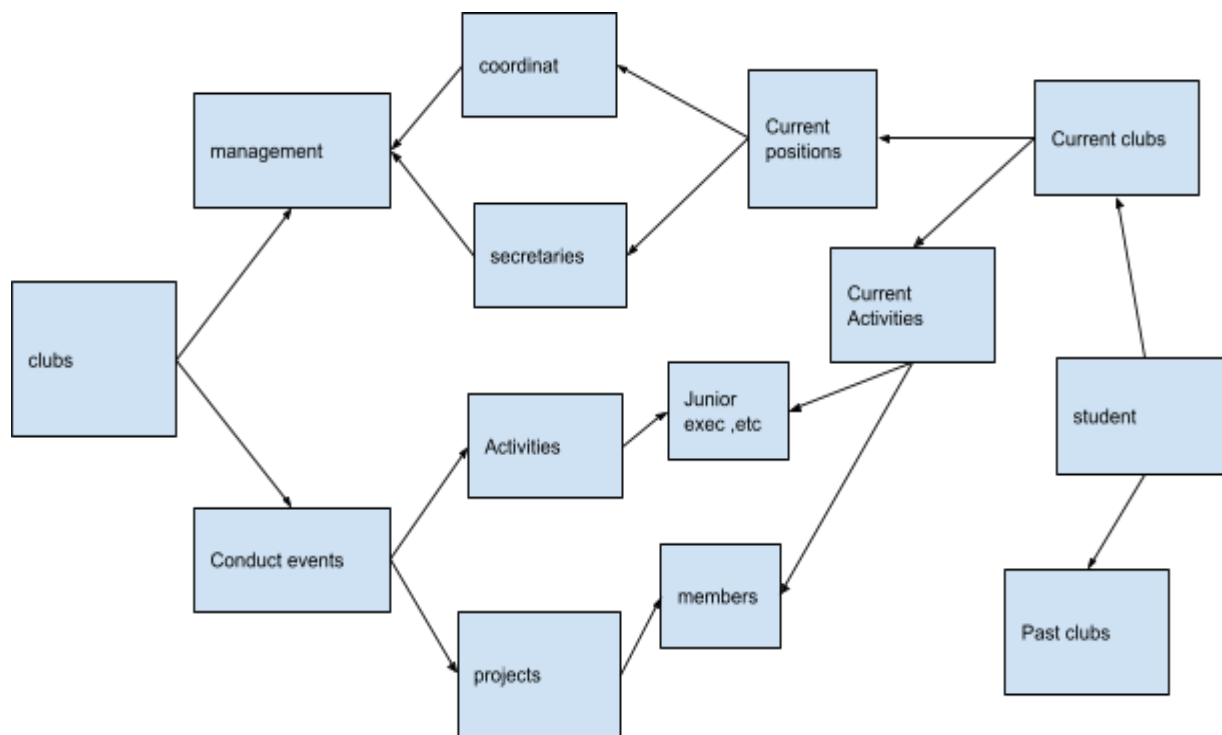 coordinat
management
Current
positions
Current clubs
secretaries
clubs
Current
Activities
Junior
exec ,etc
Activities
student
Conduct events
members
Past clubs
projects